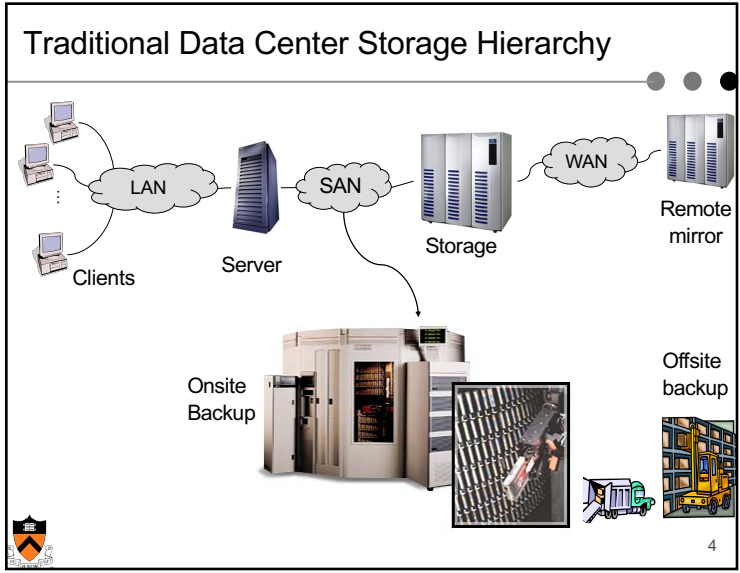 Traditional Data Center Storage Hierarchy
LAN
SAN
WAN
Clients
Server
Storage
Remote
mirror
Onsite
Backup
Offsite
backup
4